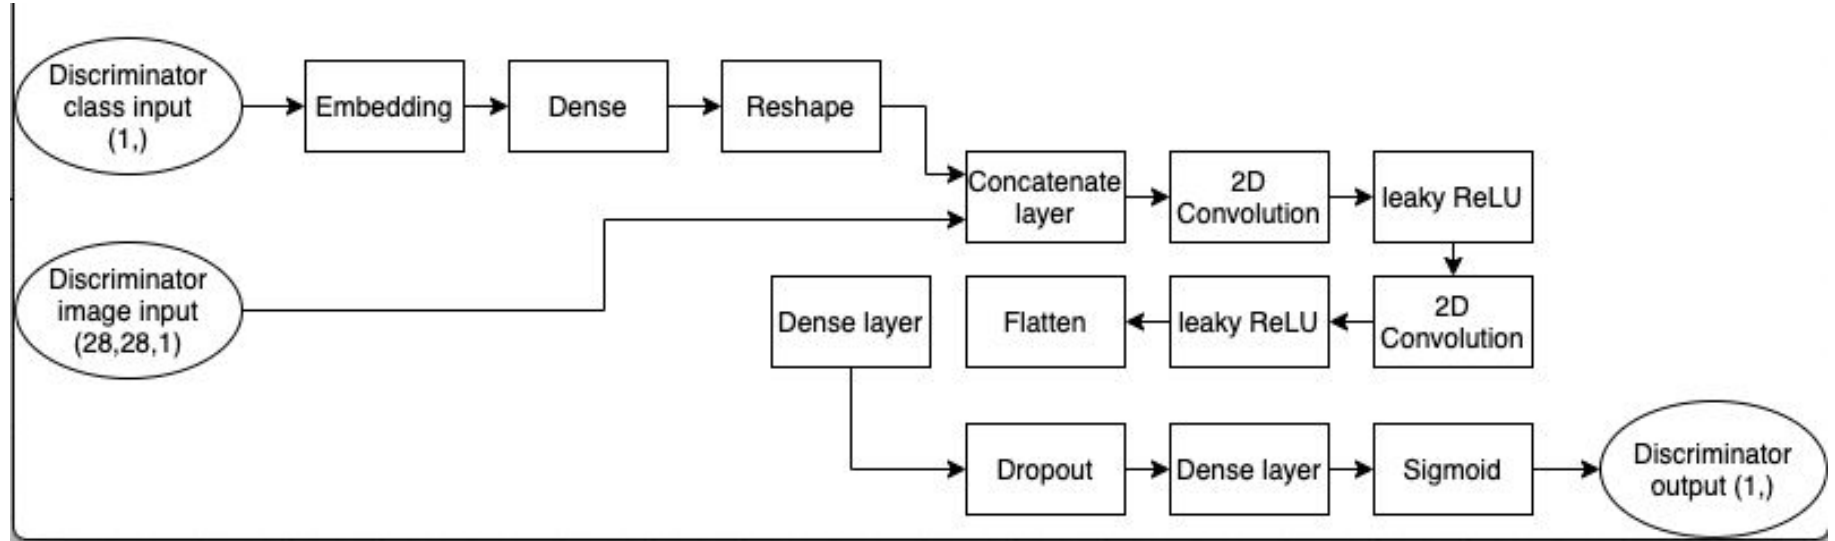 Discriminator
class input
(1,)
Embedding
Dense
Reshape
Discriminator
image input
(28,28,1)
Concatenate
layer
2D
Convolution
leaky ReLU
2D
Convolution
leaky ReLU
Flatten
Dense layer
Dropout
Dense layer
Sigmoid
Discriminator
output (1,)